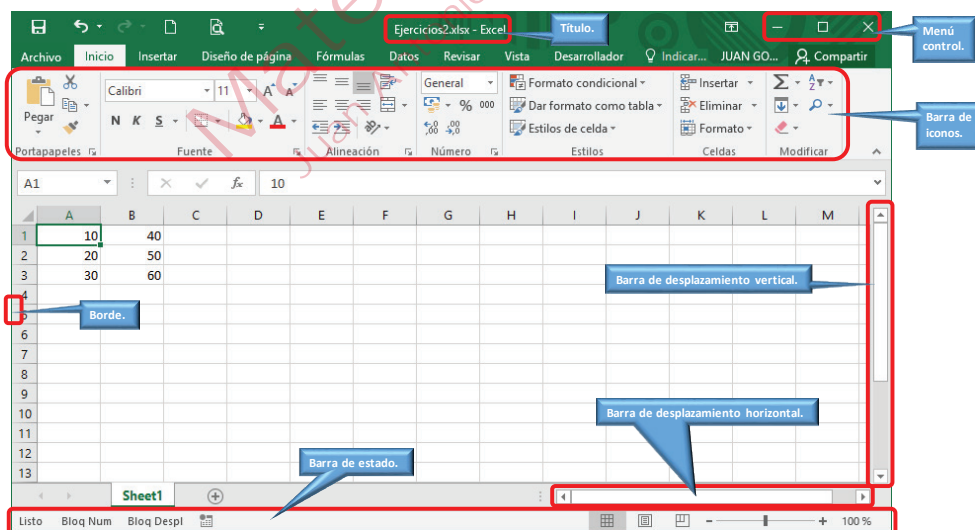 Ejercicios2.xlsx - Excel
Título.
Menú control.
Archivo Inicio Insertar Diseño de página Fórmulas Datos Revisar Vista Desarrollador Indicar... JUAN GO... Compartir
Pegar
Calibri 11 A A
N K S A
General
% 000
Formato condicional
Dar formato como tabla
Estilos de celda
Insertar
Eliminar
Formato
Barra de iconos.
Portapapeles Fuente Alineación Número Estilos Celdas Modificar
A1 fx 10
A B C D E F G H I J K L M
1 10 40
2 20 50
3 30 60
Barra de desplazamiento vertical.
4
5
Borde.
6
7
8
9
10
Barra de desplazamiento horizontal.
11
12
Barra de estado.
13
Sheet1
Listo Bloq Num Bloq Despl 100 %